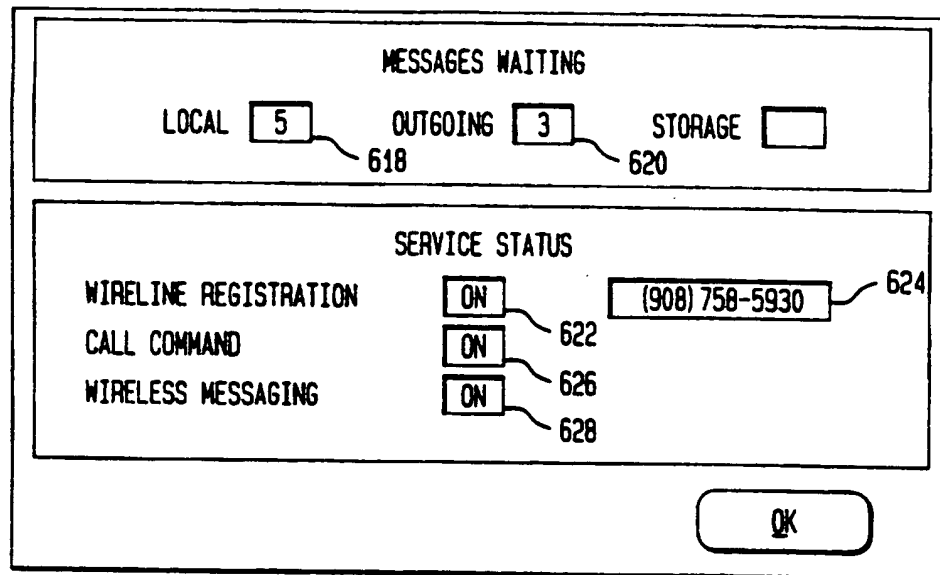 MESSAGES WAITING
LOCAL 5 OUTGOING 3 STORAGE
618 620
SERVICE STATUS
WIRELINE REGISTRATION ON (908) 758-5930 624
622
CALL COMMAND ON
626
WIRELESS MESSAGING ON
628
OK